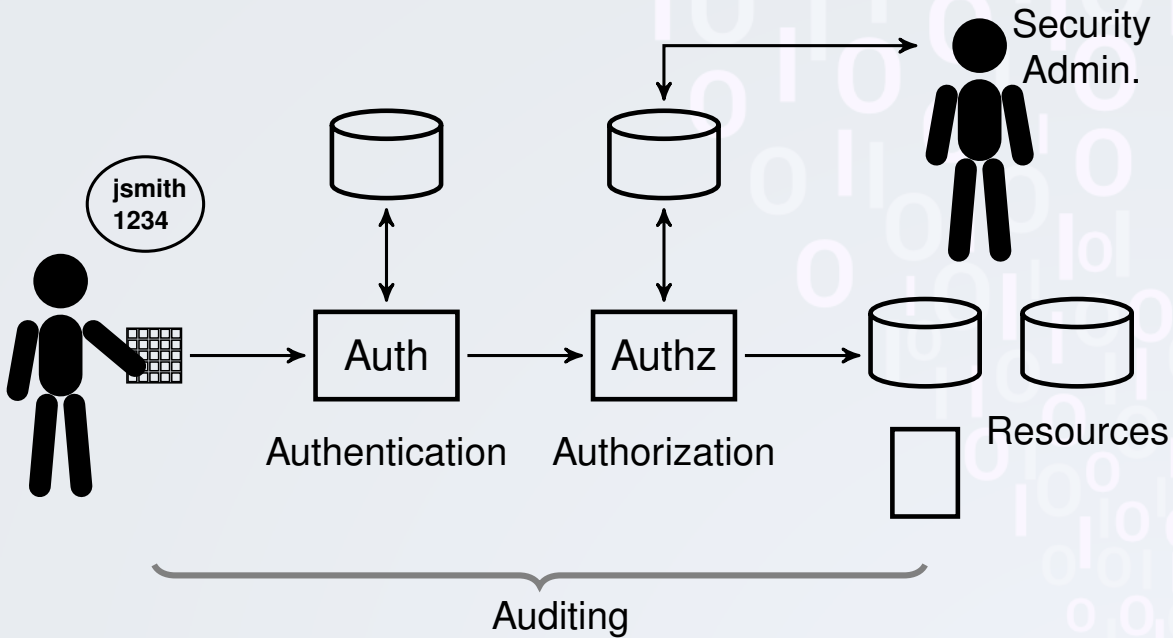 Security
Admin.
jsmith
1234
Auth
Authz
Authentication
Authorization
Resources
Auditing